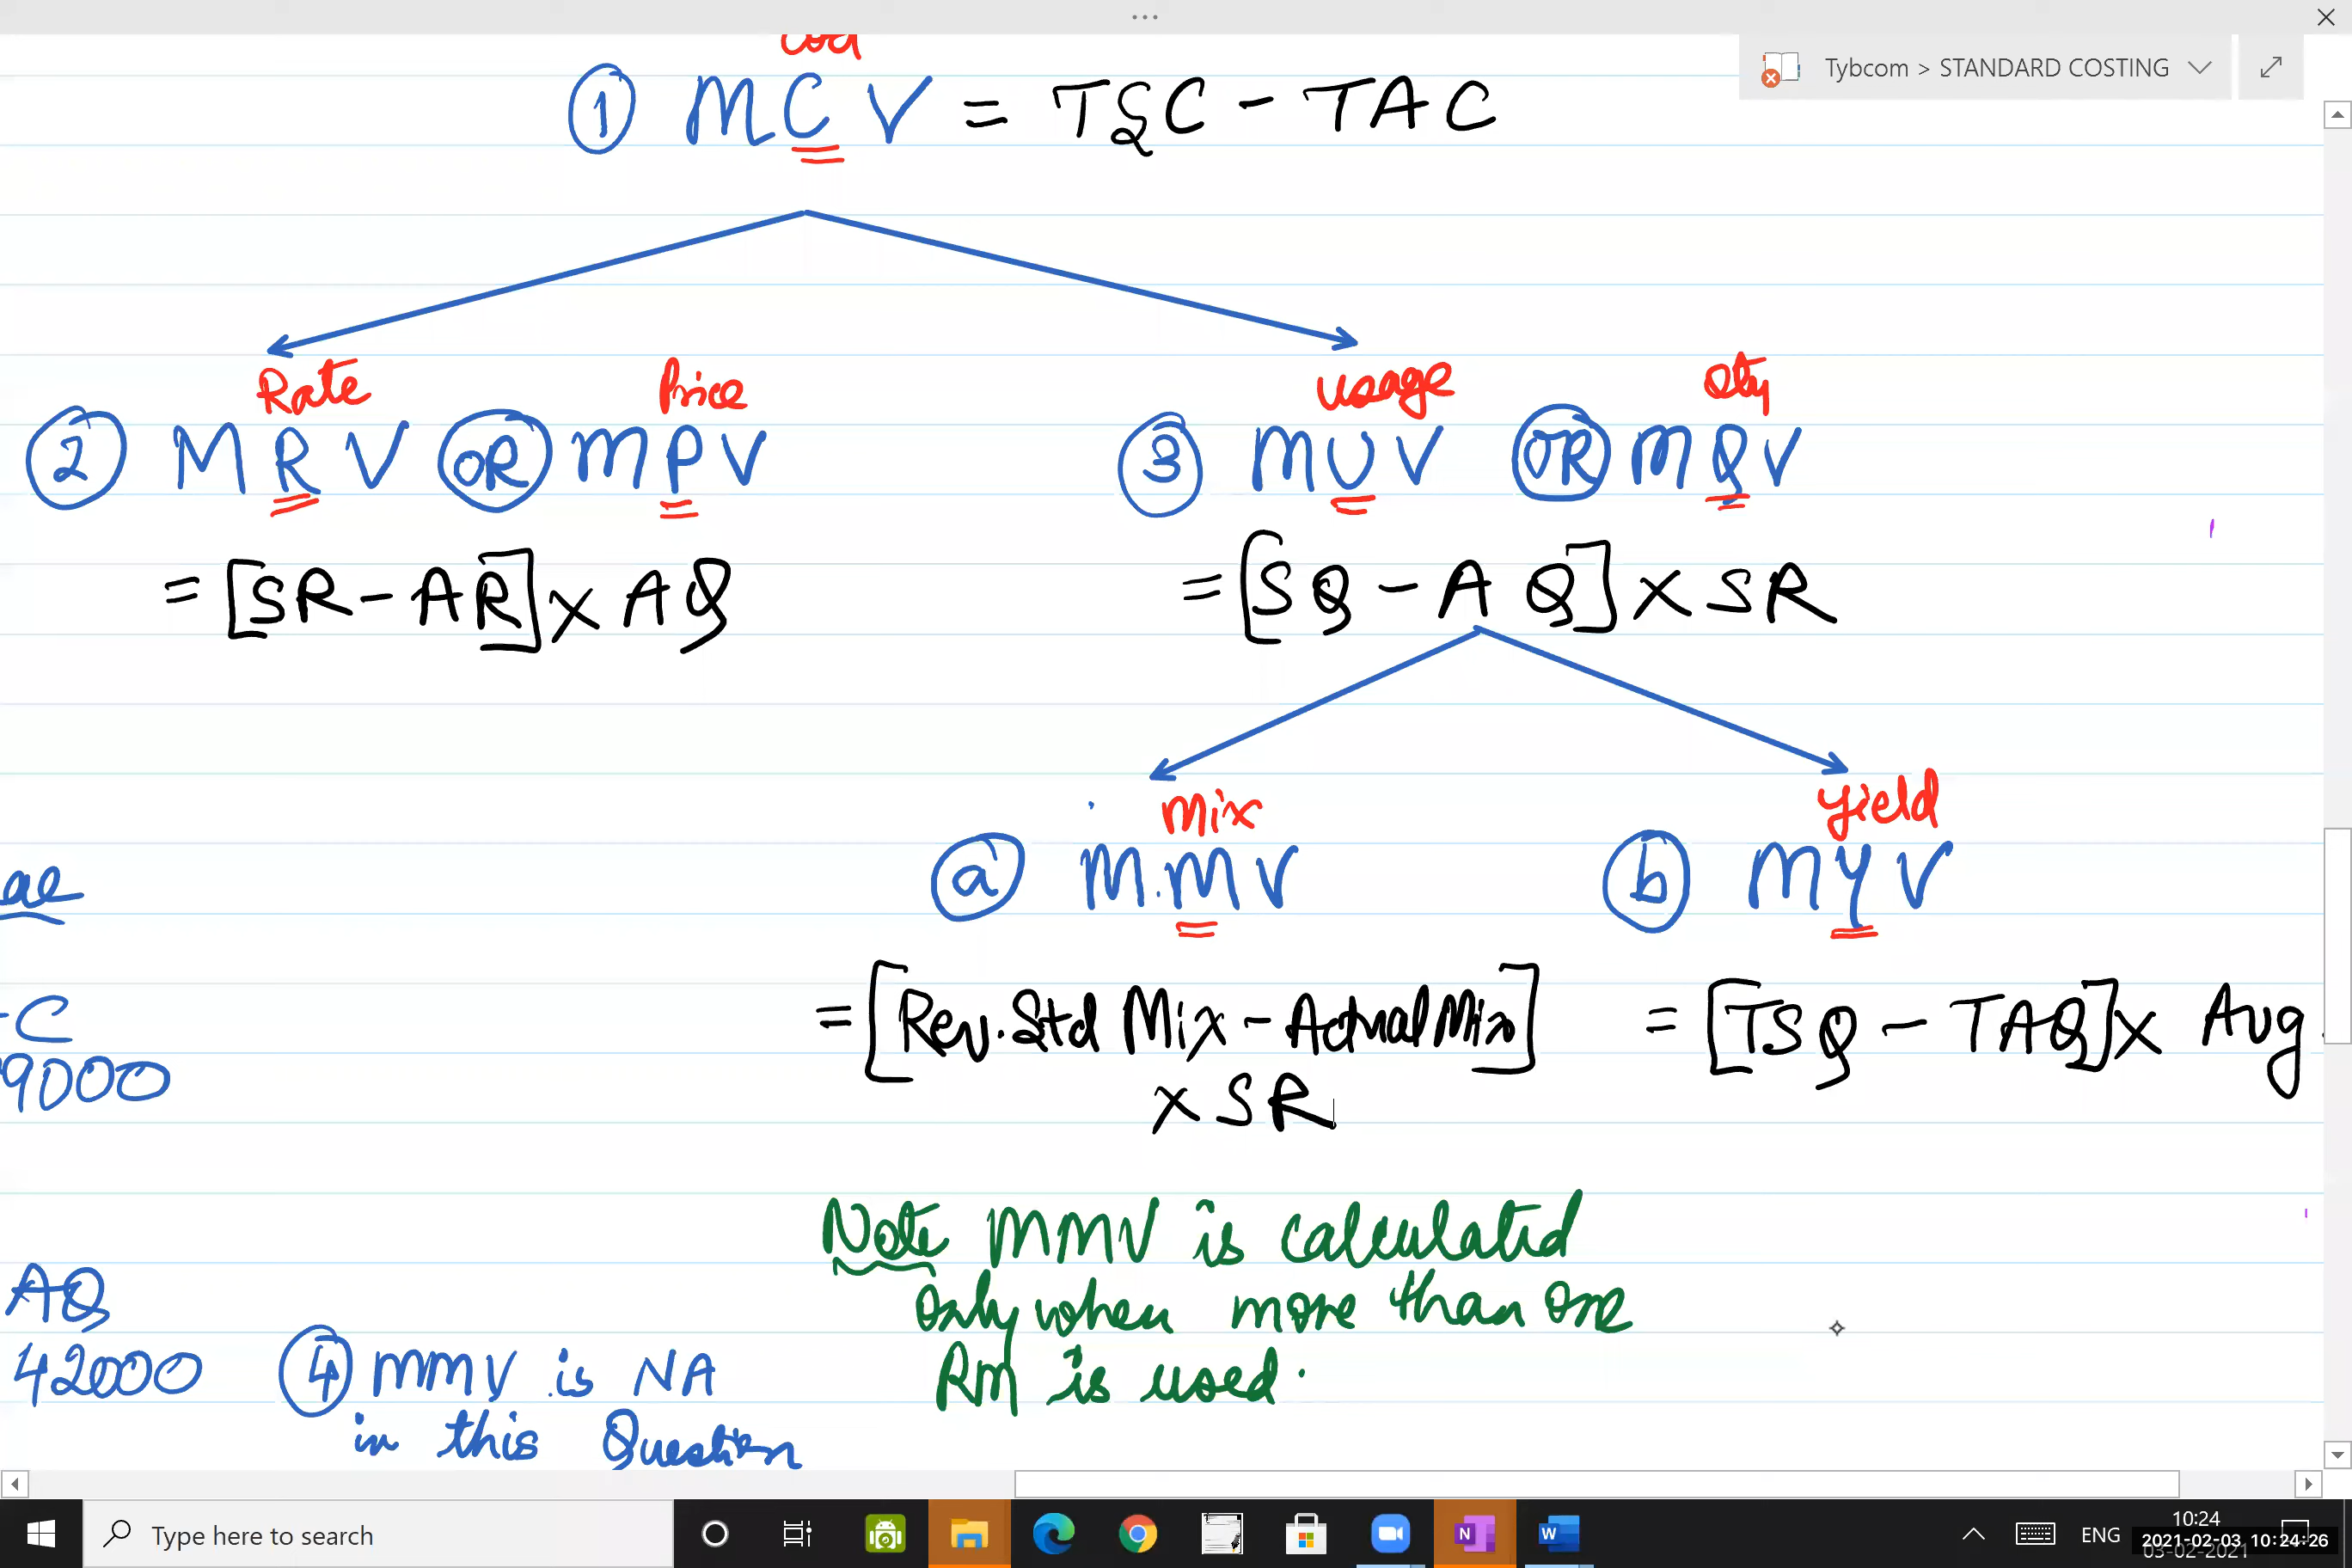 Tybcom > STANDARD COSTING
① MCV = TSC - TAC
Rate Price usage Qty
② MRV OR MPV ③ MUV OR MQV
= [SR - AR] x AQ = [SQ - AQ] x SR
Mix yield
ⓐ M.MV ⓑ MYV
= [Rev. Std Mix - Actual Mix] = [TSQ - TAQ] x Avg.
x SR
C
9000
Note MMV is calculated
only when more than one
RM is used.
AQ
42000 ④ MMV is NA
in this Question
Type here to search
ENG
10:24
03-02-2021
2021-02-03 10:24:26